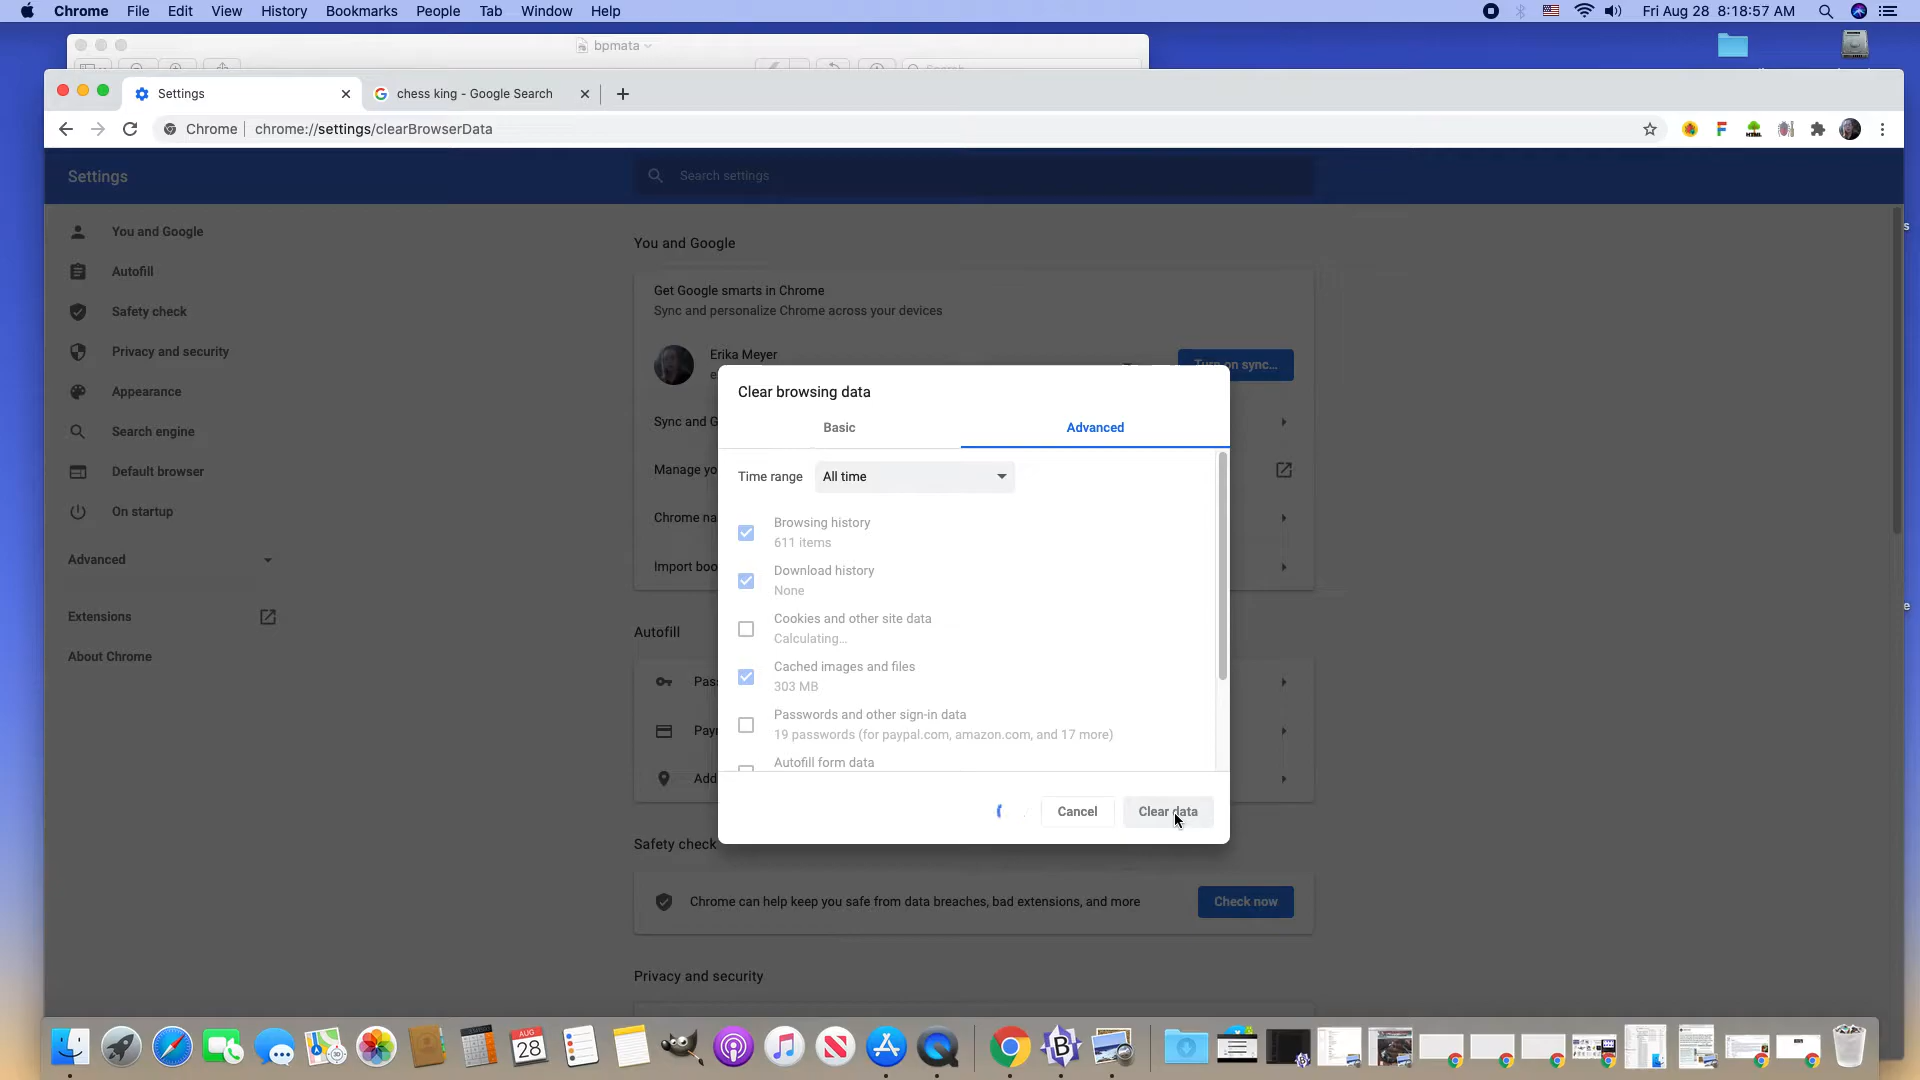 Chrome File Edit View History Bookmarks People Tab Window Help Fri Aug 28 8:18:57 AM
bpmata
Settings chess king - Google Search
Chrome chrome://settings/clearBrowserData
Settings
Search settings
You and Google
Autofill
Safety check
Privacy and security
Appearance
Search engine
Default browser
On startup
Advanced
Extensions
About Chrome
You and Google
Get Google smarts in Chrome
Sync and personalize Chrome across your devices
Erika Meyer
e
Turn on sync...
Sync and G
Manage yo
Chrome na
Import boo
Autofill
Pass
Payr
Add
Clear browsing data
Basic Advanced
Time range All time
Browsing history
611 items
Download history
None
Cookies and other site data
Calculating...
Cached images and files
303 MB
Passwords and other sign-in data
19 passwords (for paypal.com, amazon.com, and 17 more)
Autofill form data
Cancel Clear data
Safety check
Chrome can help keep you safe from data breaches, bad extensions, and more
Check now
Privacy and security
AUG
28